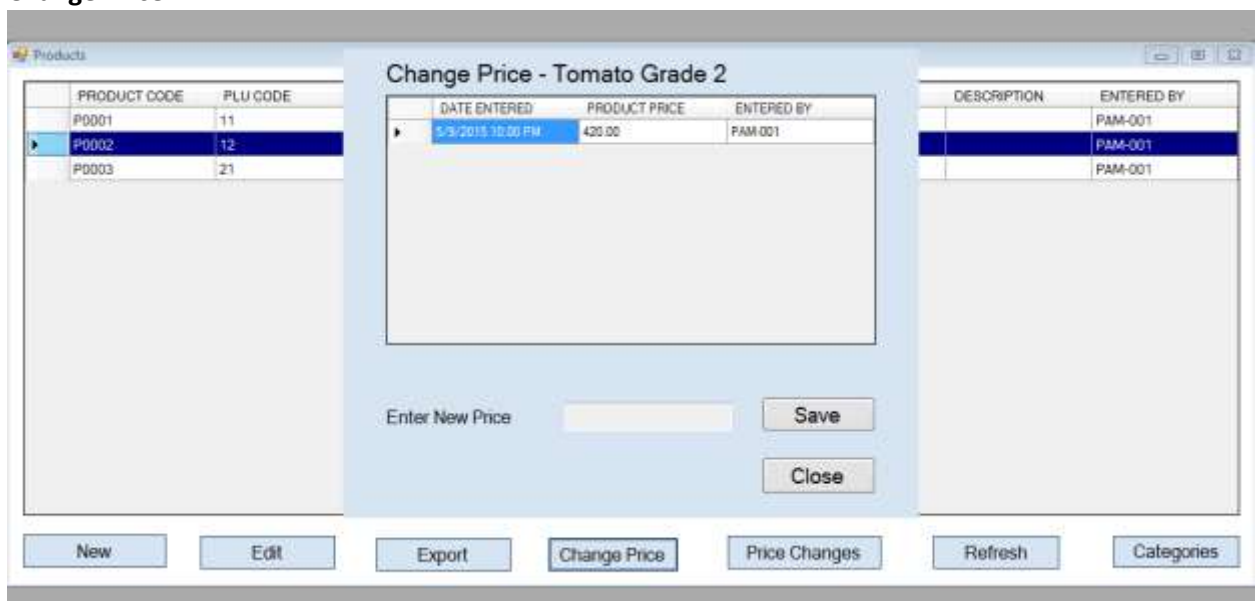 Products
Change Price - Tomato Grade 2
PRODUCT CODE PLU CODE DESCRIPTION ENTERED BY
P0001 11 PAM-001
P0002 12 PAM-001
P0003 21 PAM-001
DATE ENTERED PRODUCT PRICE ENTERED BY
5/9/2015 10:00 PM 420.00 PAM-001
Enter New Price Save
Close
New Edit Export Change Price Price Changes Refresh Categories